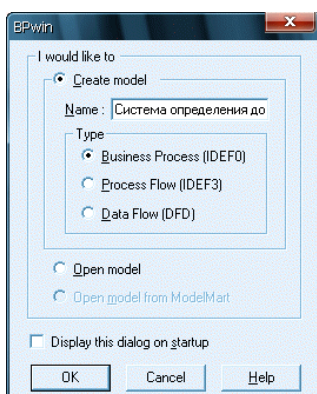 BPwin
I would like to
Create model
Name : Система определения до
Type
Business Process (IDEF0)
Process Flow (IDEF3)
Data Flow (DFD)
Open model
Open model from ModelMart
Display this dialog on startup
OK Cancel Help